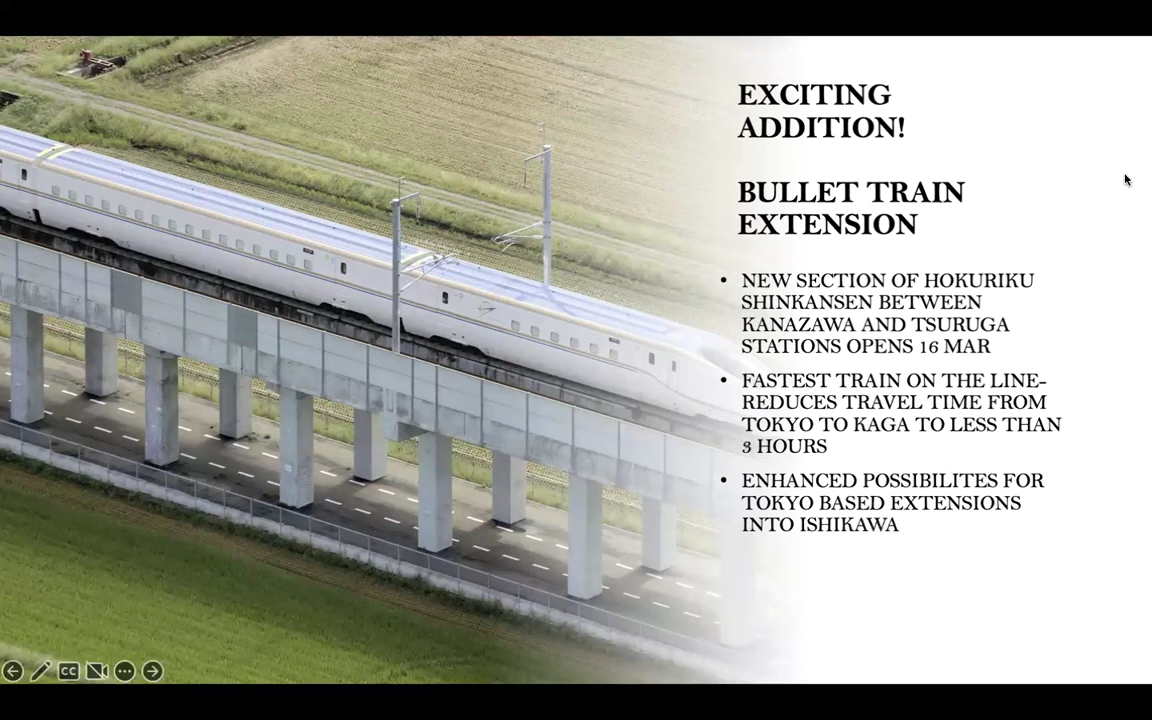 EXCITING
ADDITION!
BULLET TRAIN
EXTENSION
• NEW SECTION OF HOKURIKU
SHINKANSEN BETWEEN
KANAZAWA AND TSURUGA
STATIONS OPENS 16 MAR
• FASTEST TRAIN ON THE LINE-
REDUCES TRAVEL TIME FROM
TOKYO TO KAGA TO LESS THAN
3 HOURS
• ENHANCED POSSIBILITES FOR
TOKYO BASED EXTENSIONS
INTO ISHIKAWA
CC